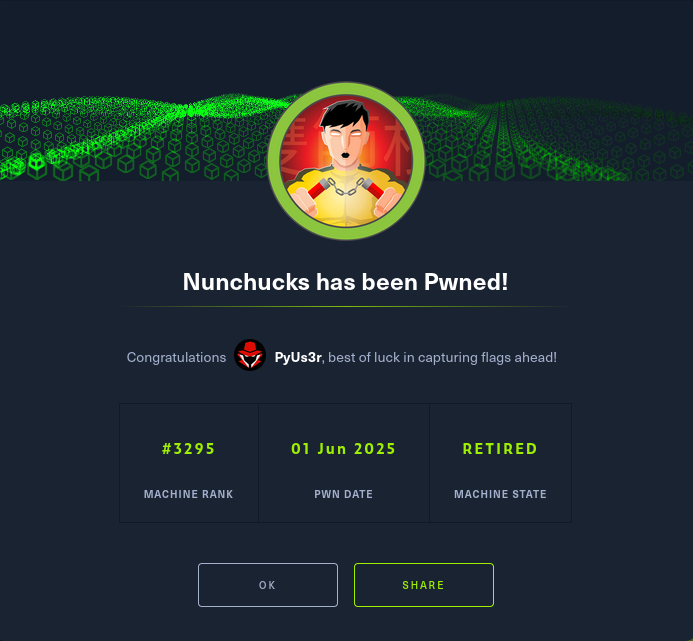 Nunchucks has been Pwned!
Congratulations PyUs3r, best of luck in capturing flags ahead!
#3295 01 Jun 2025 RETIRED
MACHINE RANK PWN DATE MACHINE STATE
OK SHARE